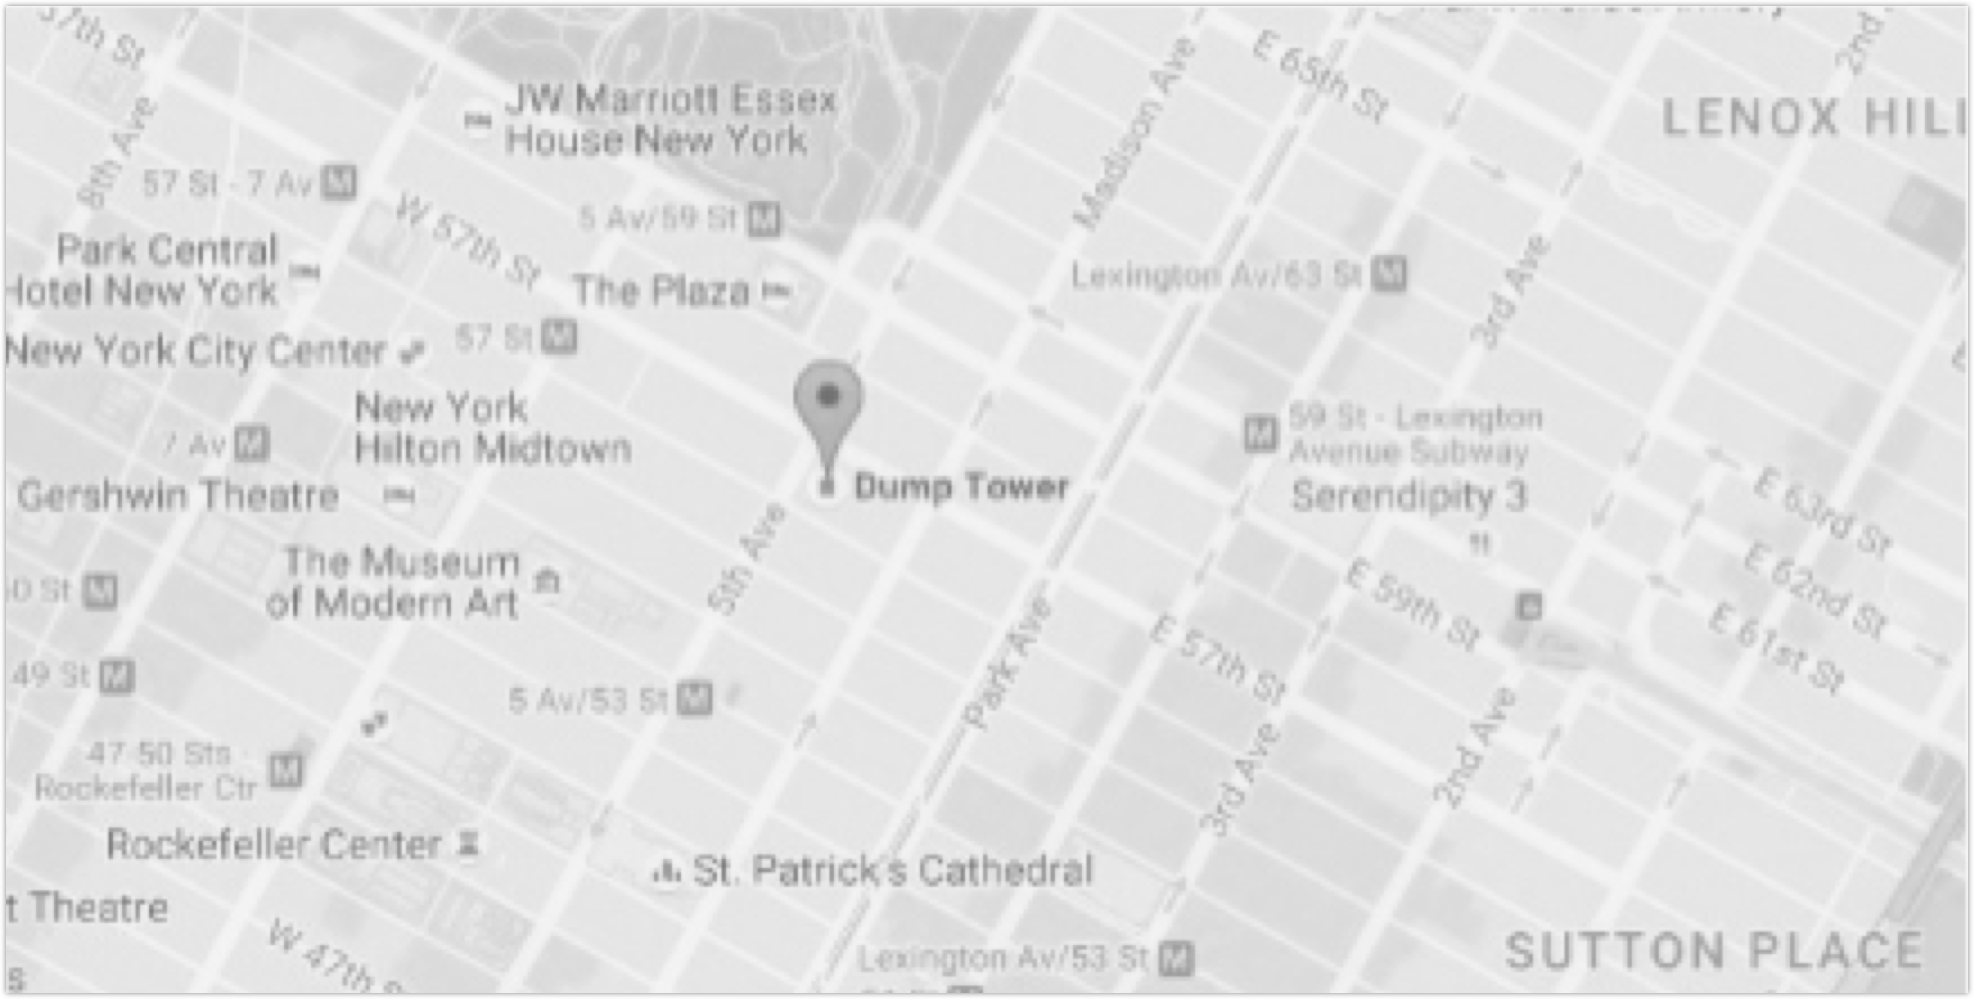 57th St
8th Ave
JW Marriott Essex
House New York
57 St - 7 Av M
W 57th St
5 Av/59 St M
Park Central
Hotel New York
The Plaza
New York City Center
57 St M
New York
Hilton Midtown
7 Av M
Gershwin Theatre
Dump Tower
The Museum
of Modern Art
5th Ave
0 St M
49 St M
5 Av/53 St M
47-50 Sts -
Rockefeller Ctr M
Rockefeller Center
St. Patrick's Cathedral
t Theatre
W 47th S
s
Lexington Av/53 St M
Madison Ave
E 65th St
2nd
LENOX HILL
Lexington Av/63 St M
3rd Ave
M 59 St - Lexington
Avenue Subway
Serendipity 3
E 63rd St
E 62nd St
E 61st St
E 59th St
E 57th St
Park Ave
3rd Ave
2nd Ave
SUTTON PLACE